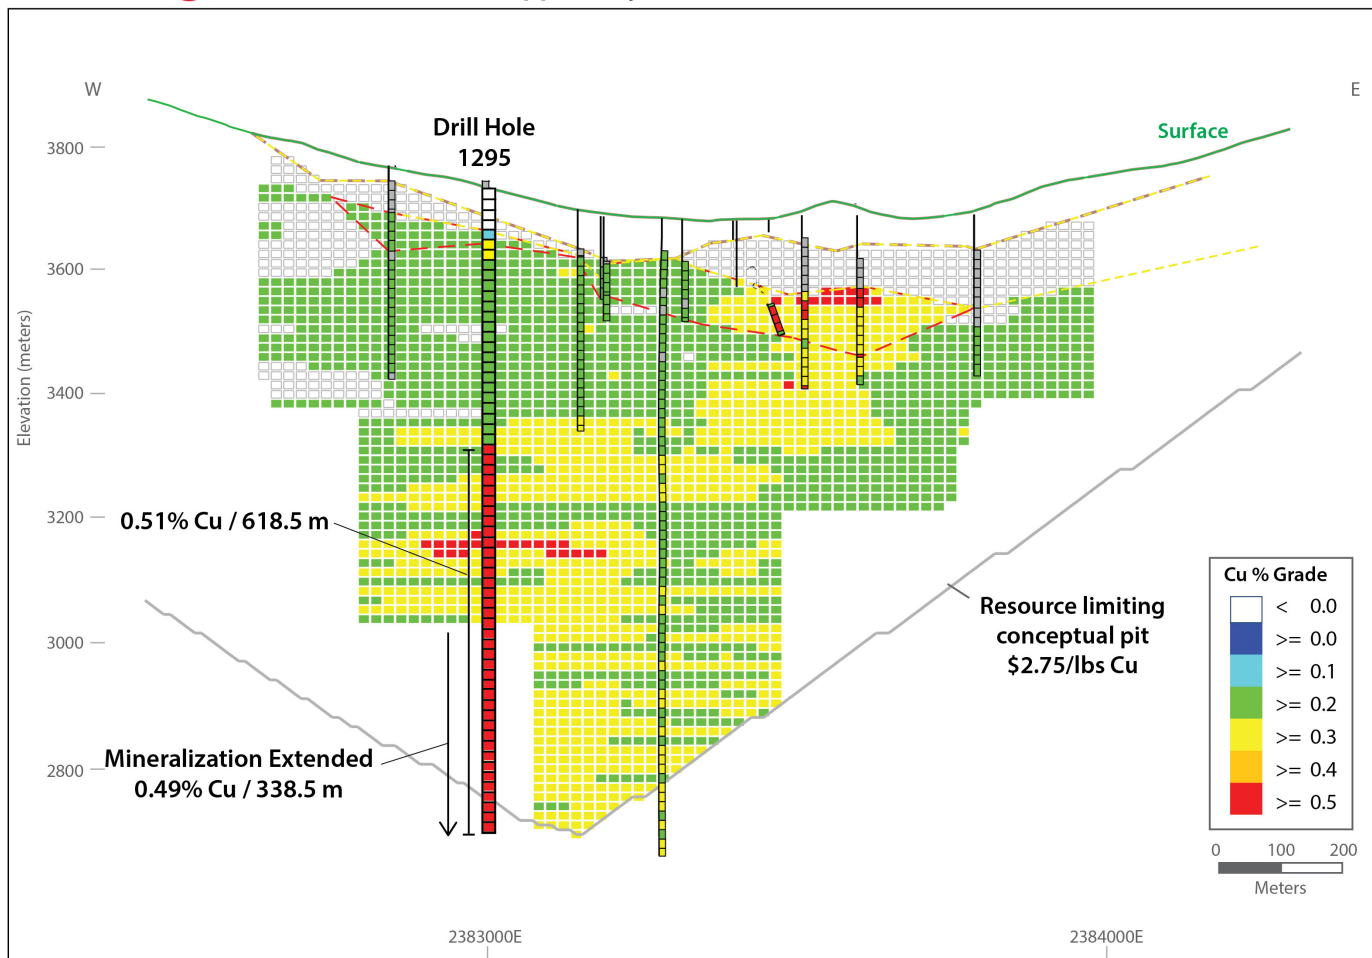 W
E
3800
3600
3400
3200
3000
2800
Elevation (meters)
Drill Hole
1295
Surface
0.51% Cu / 618.5 m
Mineralization Extended
0.49% Cu / 338.5 m
Resource limiting
conceptual pit
$2.75/lbs Cu
Cu % Grade
< 0.0
>= 0.0
>= 0.1
>= 0.2
>= 0.3
>= 0.4
>= 0.5
0 100 200
Meters
2383000E
2384000E